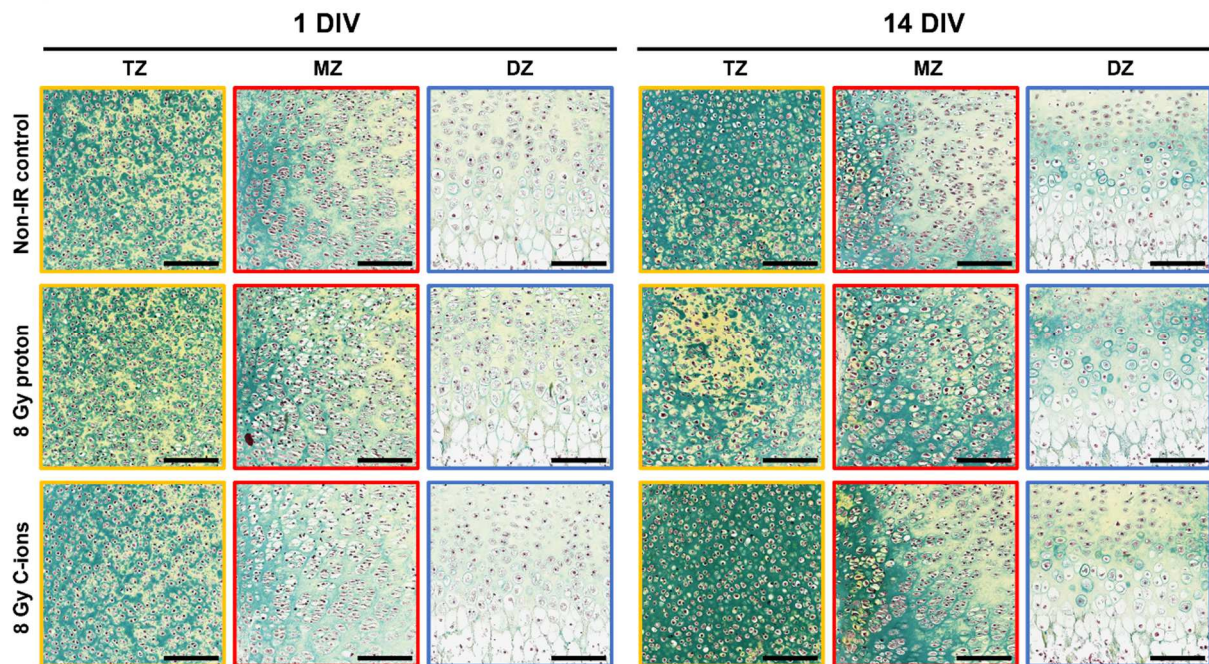 1 DIV 14 DIV
TZ MZ DZ TZ MZ DZ
Non-IR control
8 Gy proton
8 Gy C-ions